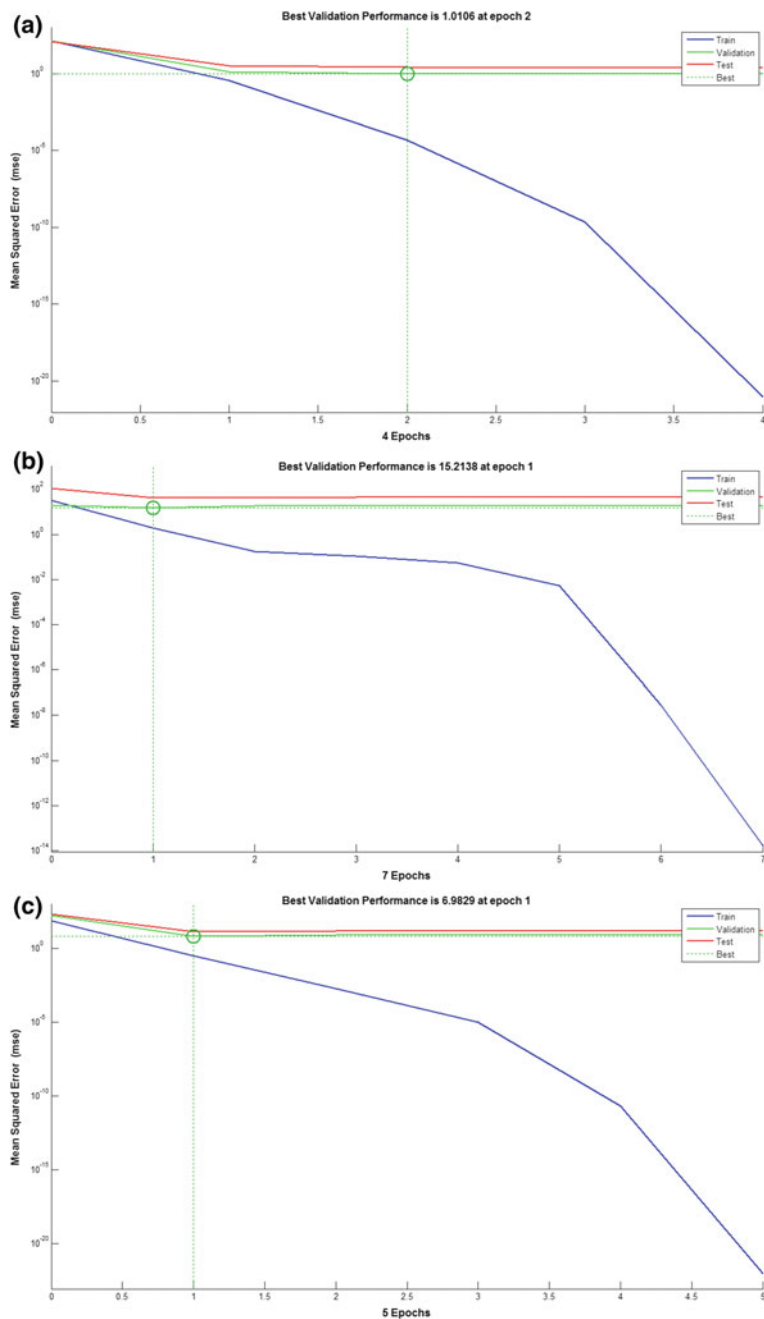 (a)
Best Validation Performance is 1.0106 at epoch 2
Train
Validation
Test
Best
Mean Squared Error (mse)
10^0
10^-5
10^-10
10^-15
10^-20
0 0.5 1 1.5 2 2.5 3 3.5 4
4 Epochs
(b)
Best Validation Performance is 15.2138 at epoch 1
Train
Validation
Test
Best
Mean Squared Error (mse)
10^2
10^0
10^-2
10^-4
10^-6
10^-8
10^-10
10^-12
10^-14
0 1 2 3 4 5 6 7
7 Epochs
(c)
Best Validation Performance is 6.9829 at epoch 1
Train
Validation
Test
Best
Mean Squared Error (mse)
10^0
10^-5
10^-10
10^-15
10^-20
0 0.5 1 1.5 2 2.5 3 3.5 4 4.5 5
5 Epochs